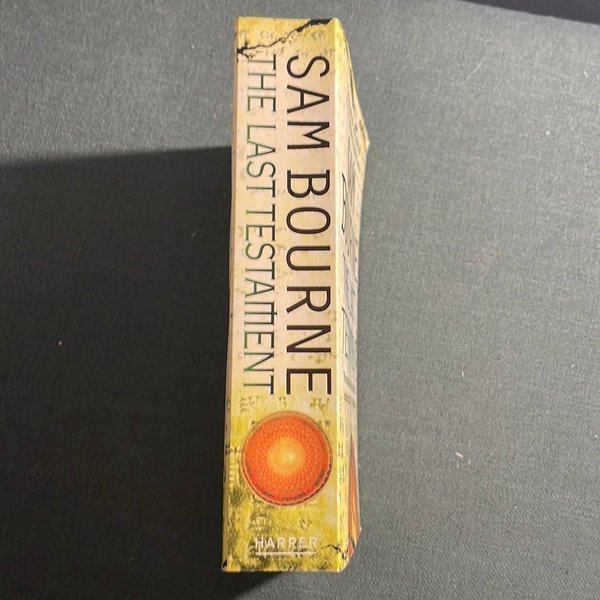 SAM BOURNE
THE LAST TESTAMENT
HARPER